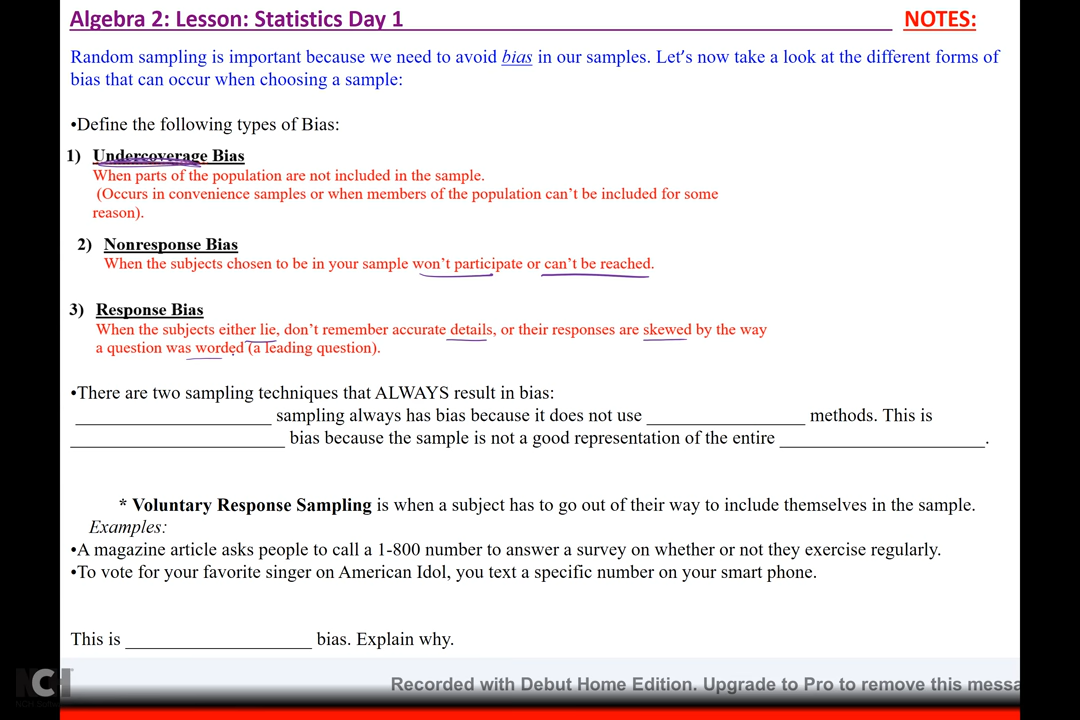 Algebra 2: Lesson: Statistics Day 1 NOTES:
Random sampling is important because we need to avoid bias in our samples. Let's now take a look at the different forms of
bias that can occur when choosing a sample:
•Define the following types of Bias:
1) Undercoverage Bias
When parts of the population are not included in the sample.
(Occurs in convenience samples or when members of the population can't be included for some
reason).
2) Nonresponse Bias
When the subjects chosen to be in your sample won't participate or can't be reached.
3) Response Bias
When the subjects either lie, don't remember accurate details, or their responses are skewed by the way
a question was worded (a leading question).
•There are two sampling techniques that ALWAYS result in bias:
____________________ sampling always has bias because it does not use ________________ methods. This is
______________________ bias because the sample is not a good representation of the entire _____________________.
* Voluntary Response Sampling is when a subject has to go out of their way to include themselves in the sample.
Examples:
•A magazine article asks people to call a 1-800 number to answer a survey on whether or not they exercise regularly.
•To vote for your favorite singer on American Idol, you text a specific number on your smart phone.
This is ___________________ bias. Explain why.
NCH
Recorded with Debut Home Edition. Upgrade to Pro to remove this messa